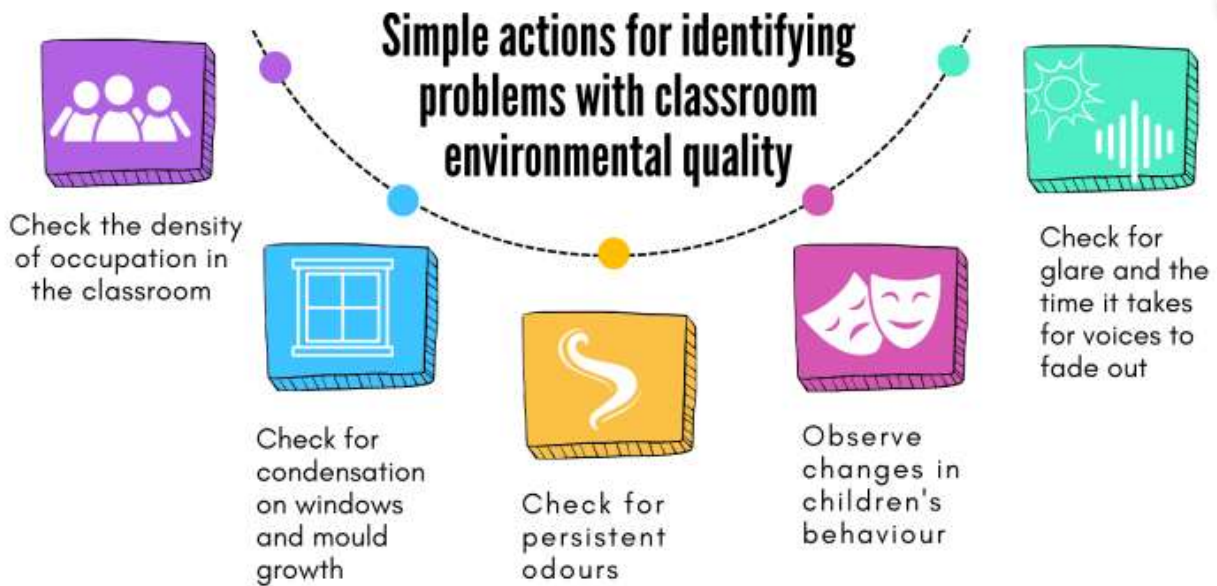 Simple actions for identifying
problems with classroom
environmental quality
Check the density
of occupation in
the classroom
Check for
condensation
on windows
and mould
growth
Check for
persistent
odours
Observe
changes in
children's
behaviour
Check for
glare and the
time it takes
for voices to
fade out